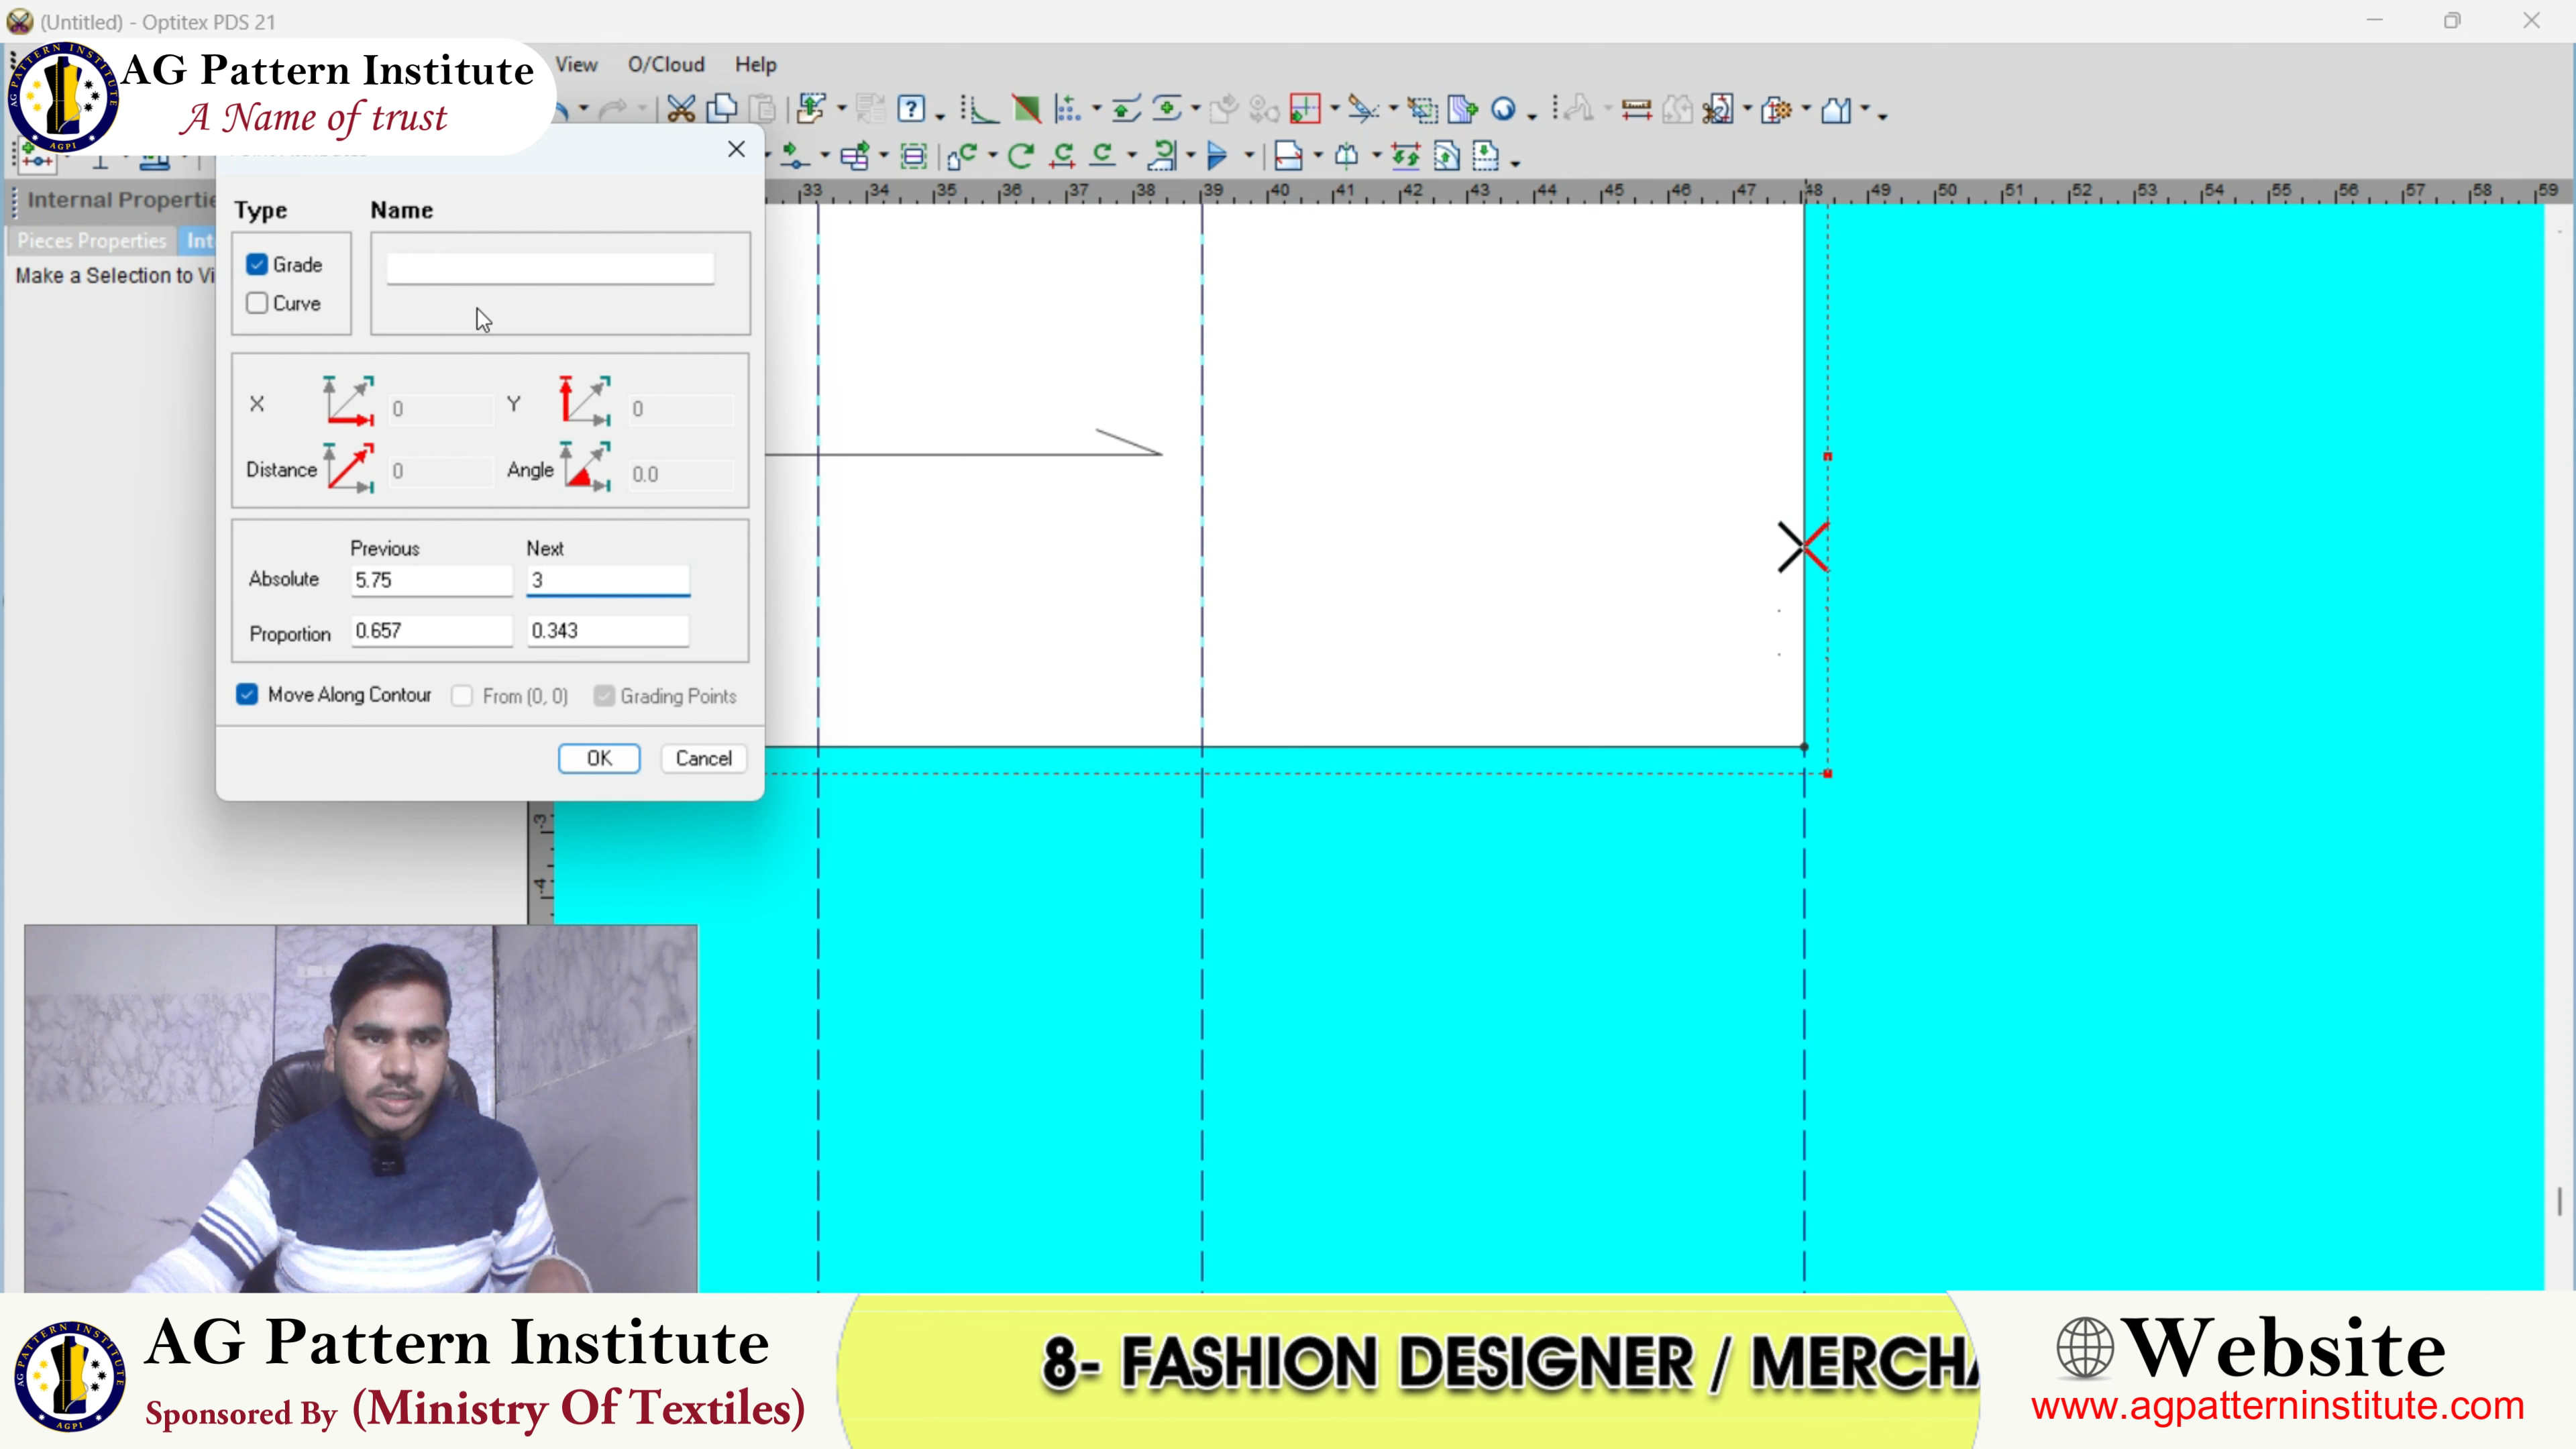 (Untitled) - Optitex PDS 21
AG Pattern Institute
A Name of trust
View O/Cloud Help
33 34 35 36 37 38 39 40 41 42 43 44 45 46 47 48 49 50 51 52 53 54 55 56 57 58 59
Pieces Properties
Make a Selection to Vi
Type Name
Grade
Curve
X 0 Y 0
Distance 0 Angle 0.0
Previous Next
Absolute 5.75 3
Proportion 0.657 0.343
Move Along Contour From (0, 0) Grading Points
OK Cancel
-3
-4
AG Pattern Institute
Sponsored By (Ministry Of Textiles)
8- FASHION DESIGNER / MERCHA
Website
www.agpatterninstitute.com